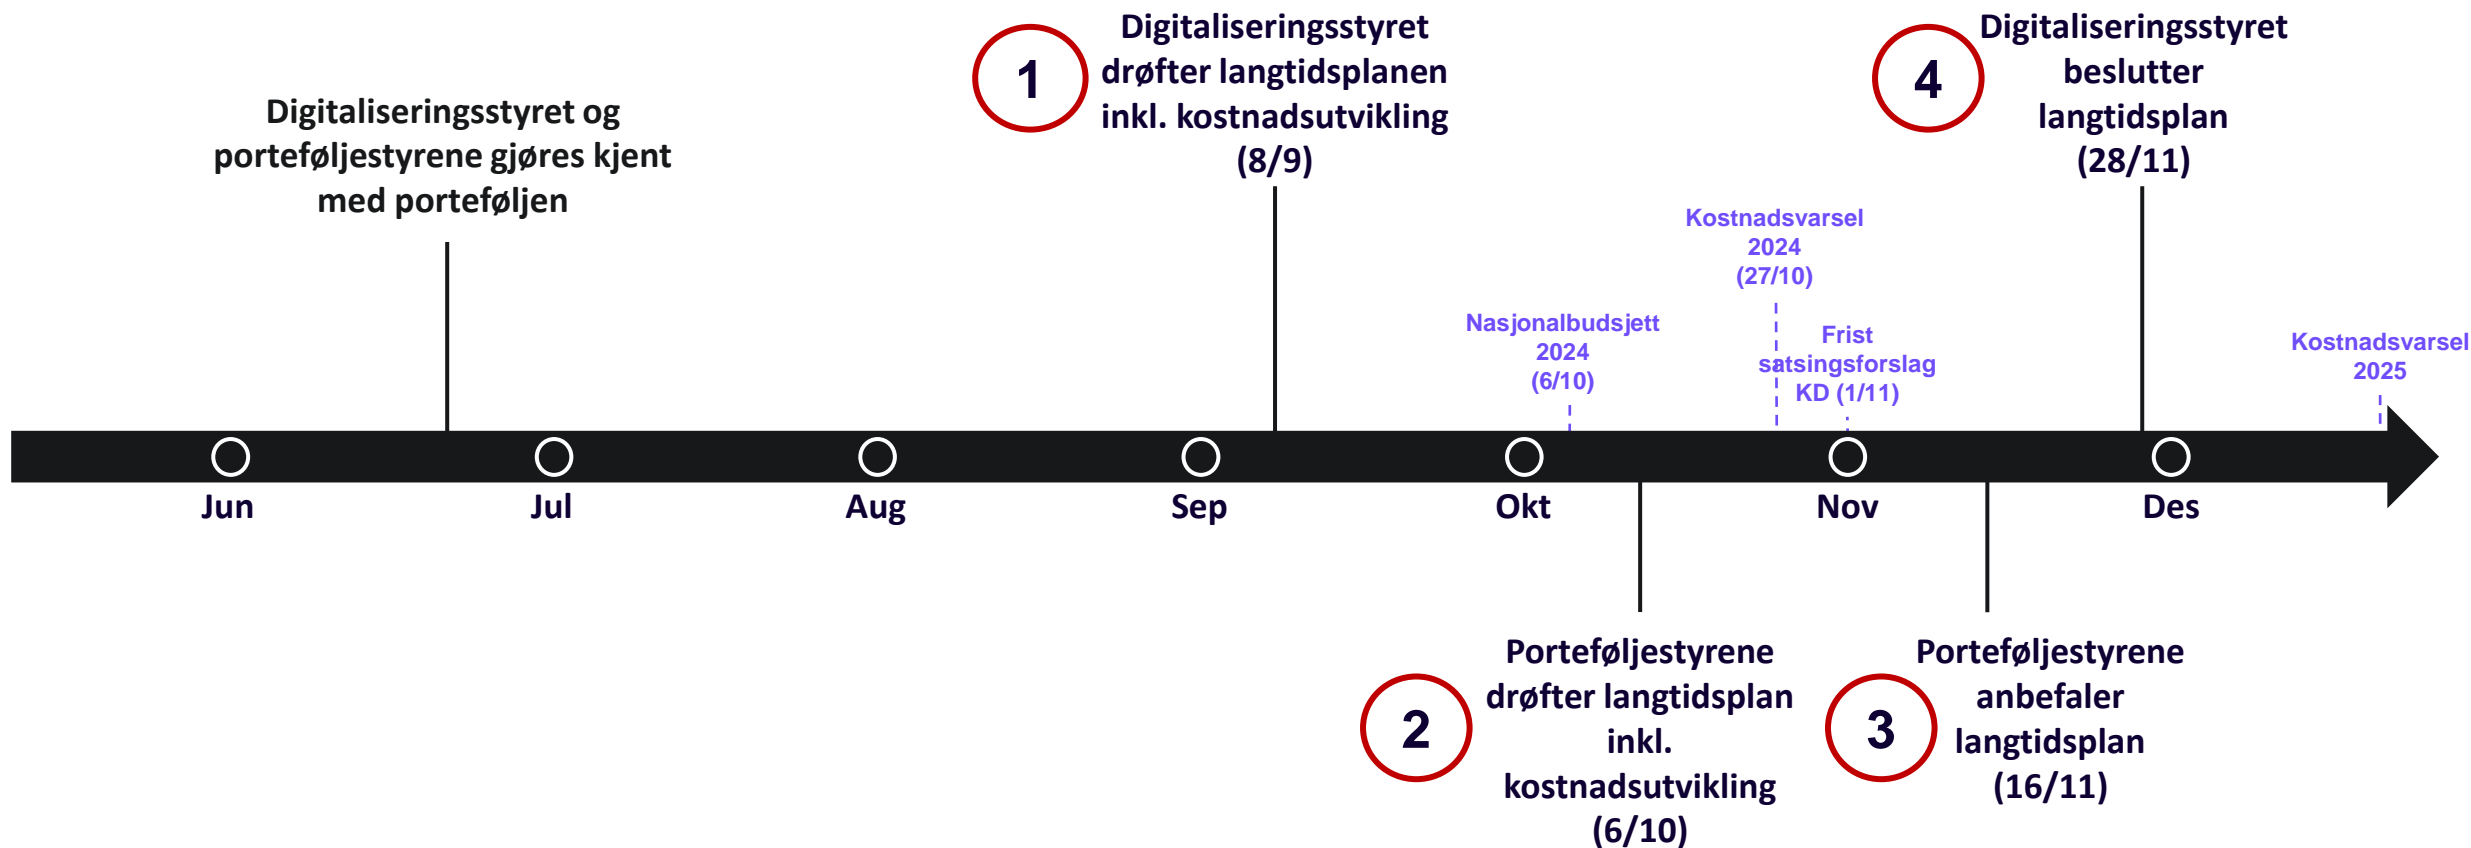 Digitaliseringsstyret og
porteføljestyrene gjøres kjent
med porteføljen
1
Digitaliseringsstyret
drøfter langtidsplanen
inkl. kostnadsutvikling
(8/9)
4
Digitaliseringsstyret
beslutter
langtidsplan
(28/11)
Nasjonalbudsjett
2024
(6/10)
Kostnadsvarsel
2024
(27/10)
Frist
satsingsforslag
KD (1/11)
Kostnadsvarsel
2025
Jun
Jul
Aug
Sep
Okt
Nov
Des
2
Porteføljestyrene
drøfter langtidsplan
inkl.
kostnadsutvikling
(6/10)
3
Porteføljestyrene
anbefaler
langtidsplan
(16/11)